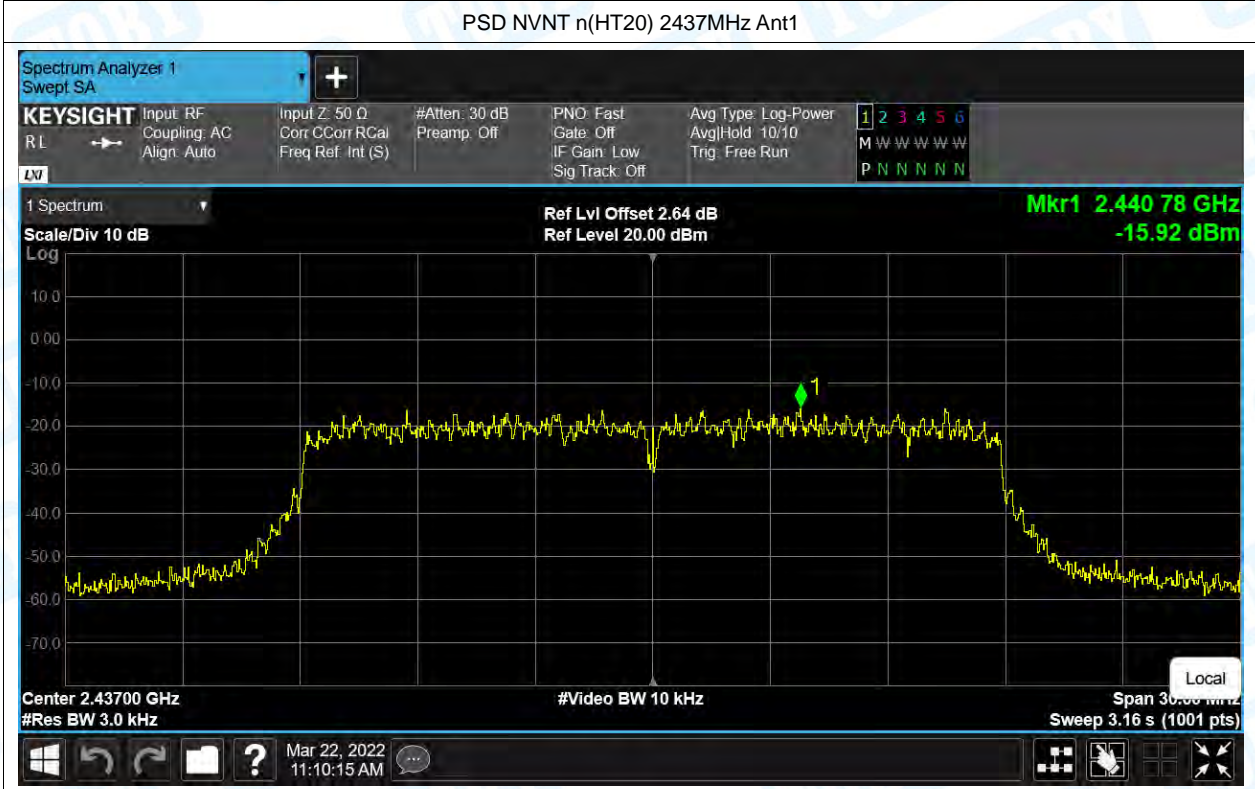 PSD NVNT n(HT20) 2437MHz Ant1
Spectrum Analyzer 1
Swept SA
+
KEYSIGHT
R L
LXI
Input: RF
Coupling: AC
Align: Auto
Input Z: 50 Ω
Corr CCorr RCal
Freq Ref: Int (S)
#Atten: 30 dB
Preamp: Off
PNO: Fast
Gate: Off
IF Gain: Low
Sig Track: Off
Avg Type: Log-Power
Avg|Hold: 10/10
Trig: Free Run
1 2 3 4 5 6
M W W W W W
P N N N N N
1 Spectrum
Scale/Div 10 dB
Ref Lvl Offset 2.64 dB
Ref Level 20.00 dBm
Mkr1 2.440 78 GHz
-15.92 dBm
Log
10.0
0.00
-10.0
-20.0
-30.0
-40.0
-50.0
-60.0
-70.0
1
Local
Center 2.43700 GHz
#Res BW 3.0 kHz
#Video BW 10 kHz
Span 30.00 MHz
Sweep 3.16 s (1001 pts)
?
Mar 22, 2022
11:10:15 AM